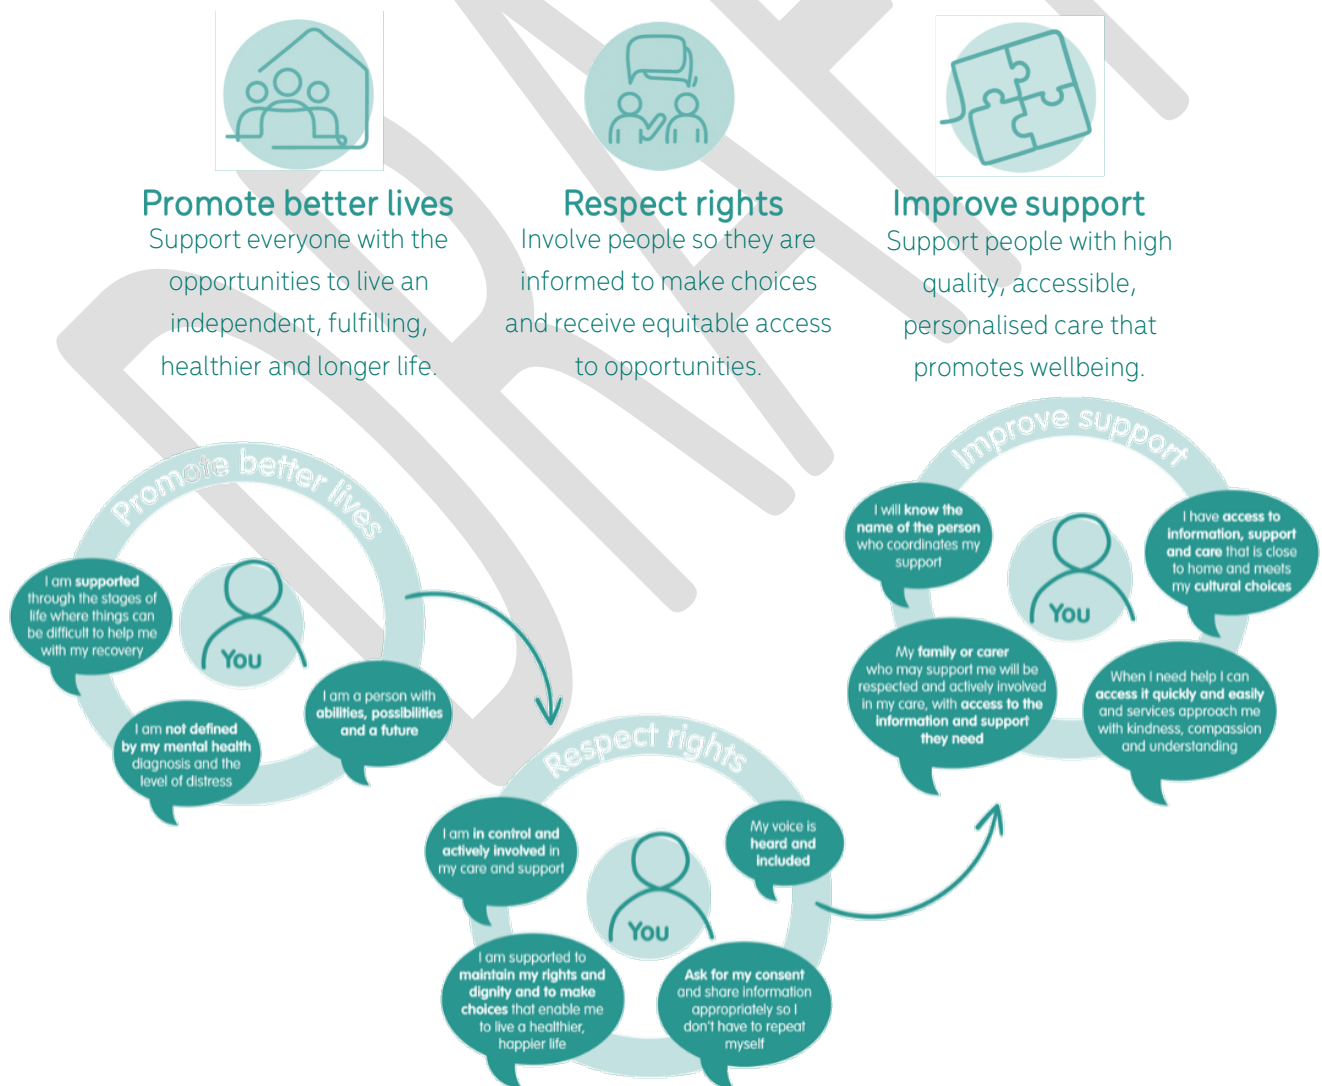 DRAFT
Promote better lives
Support everyone with the
opportunities to live an
independent, fulfilling,
healthier and longer life.
Respect rights
Involve people so they are
informed to make choices
and receive equitable access
to opportunities.
Improve support
Support people with high
quality, accessible,
personalised care that
promotes wellbeing.
Promote better lives
I am supported
through the stages of
life where things can
be difficult to help me
with my recovery
You
I am a person with
abilities, possibilities
and a future
I am not defined
by my mental health
diagnosis and the
level of distress
Respect rights
I am in control and
actively involved in
my care and support
My voice is
heard and
included
You
I am supported to
maintain my rights and
dignity and to make
choices that enable me
to live a healthier,
happier life
Ask for my consent
and share information
appropriately so I
don't have to repeat
myself
Improve support
I will know the
name of the person
who coordinates my
support
I have access to
information, support
and care that is close
to home and meets
my cultural choices
You
My family or carer
who may support me will be
respected and actively involved
in my care, with access to the
information and support
they need
When I need help I can
access it quickly and easily
and services approach me
with kindness, compassion
and understanding